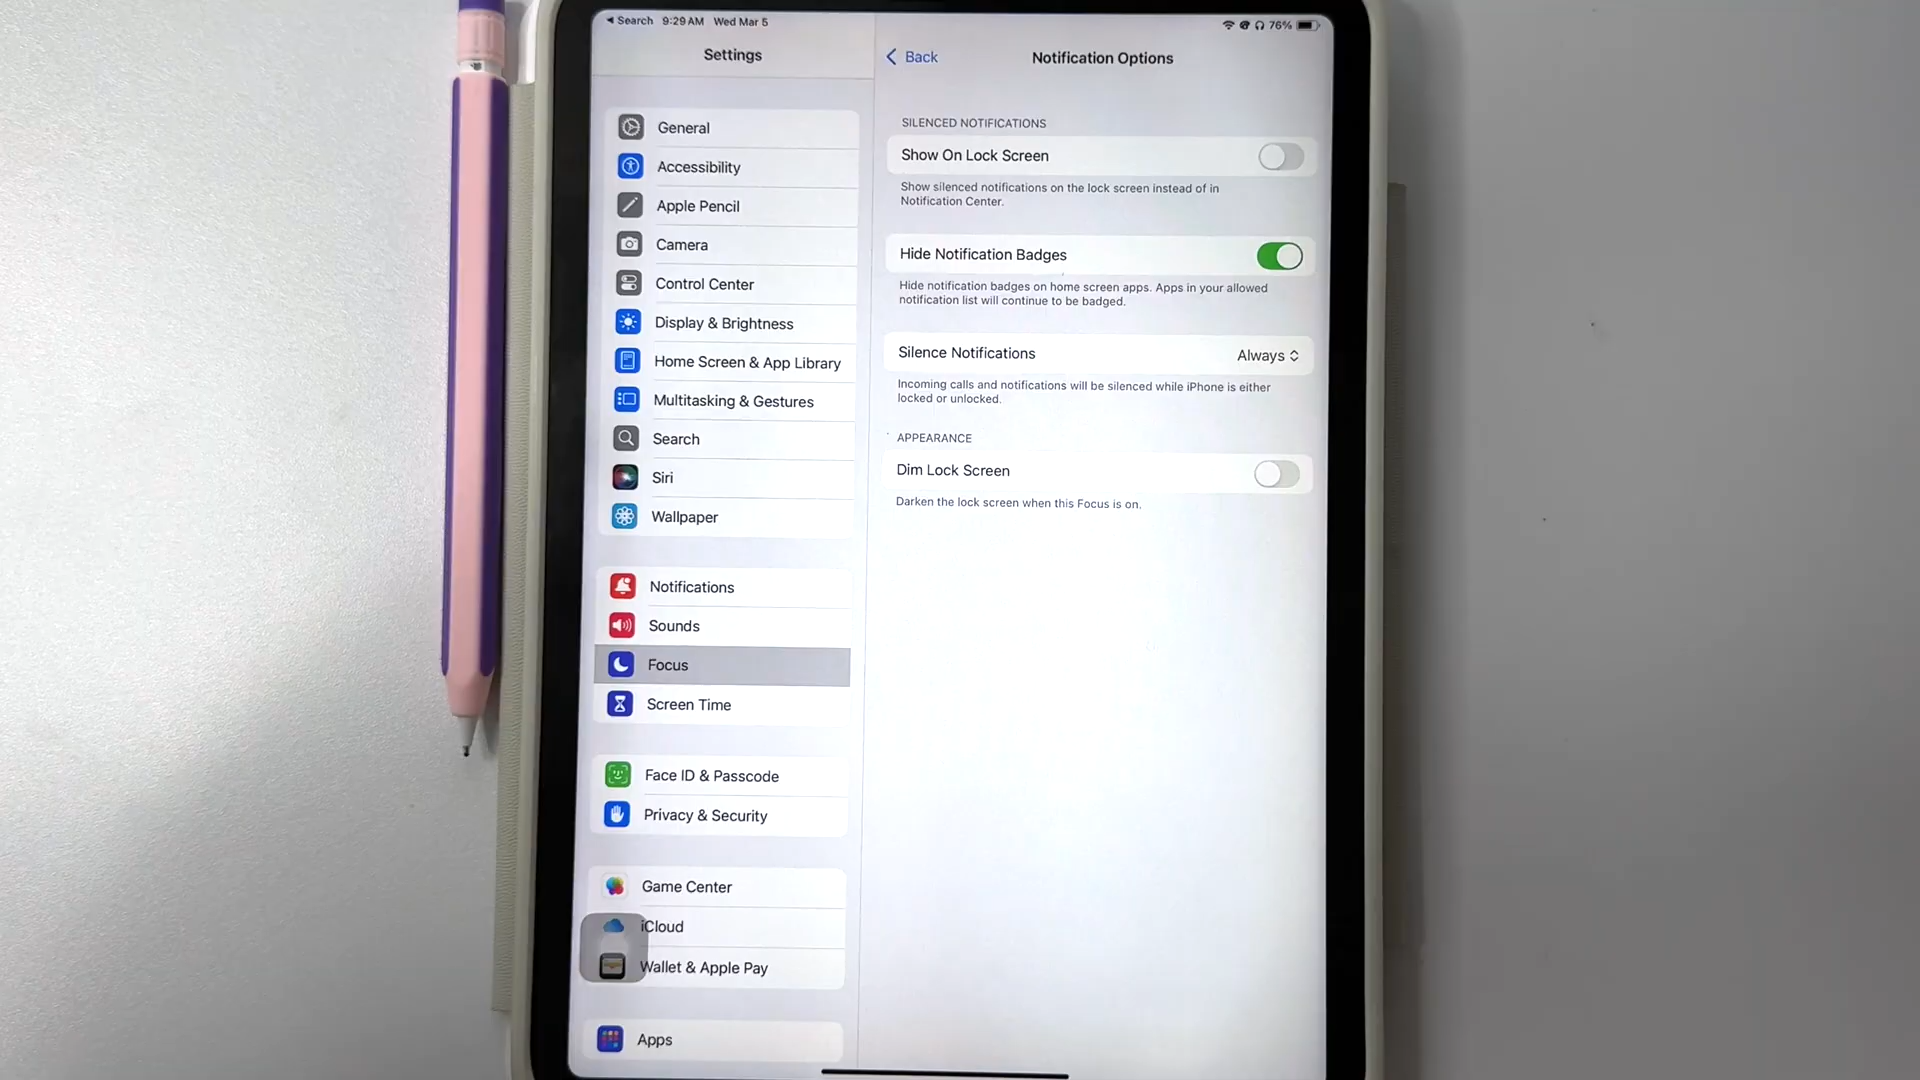 ◂ Search 9:29 AM Wed Mar 5
76%
Settings
General
Accessibility
Apple Pencil
Camera
Control Center
Display & Brightness
Home Screen & App Library
Multitasking & Gestures
Search
Siri
Wallpaper
Notifications
Sounds
Focus
Screen Time
Face ID & Passcode
Privacy & Security
Game Center
iCloud
Wallet & Apple Pay
Apps
Back
Notification Options
SILENCED NOTIFICATIONS
Show On Lock Screen
Show silenced notifications on the lock screen instead of in
Notification Center.
Hide Notification Badges
Hide notification badges on home screen apps. Apps in your allowed
notification list will continue to be badged.
Silence Notifications Always
Incoming calls and notifications will be silenced while iPhone is either
locked or unlocked.
APPEARANCE
Dim Lock Screen
Darken the lock screen when this Focus is on.